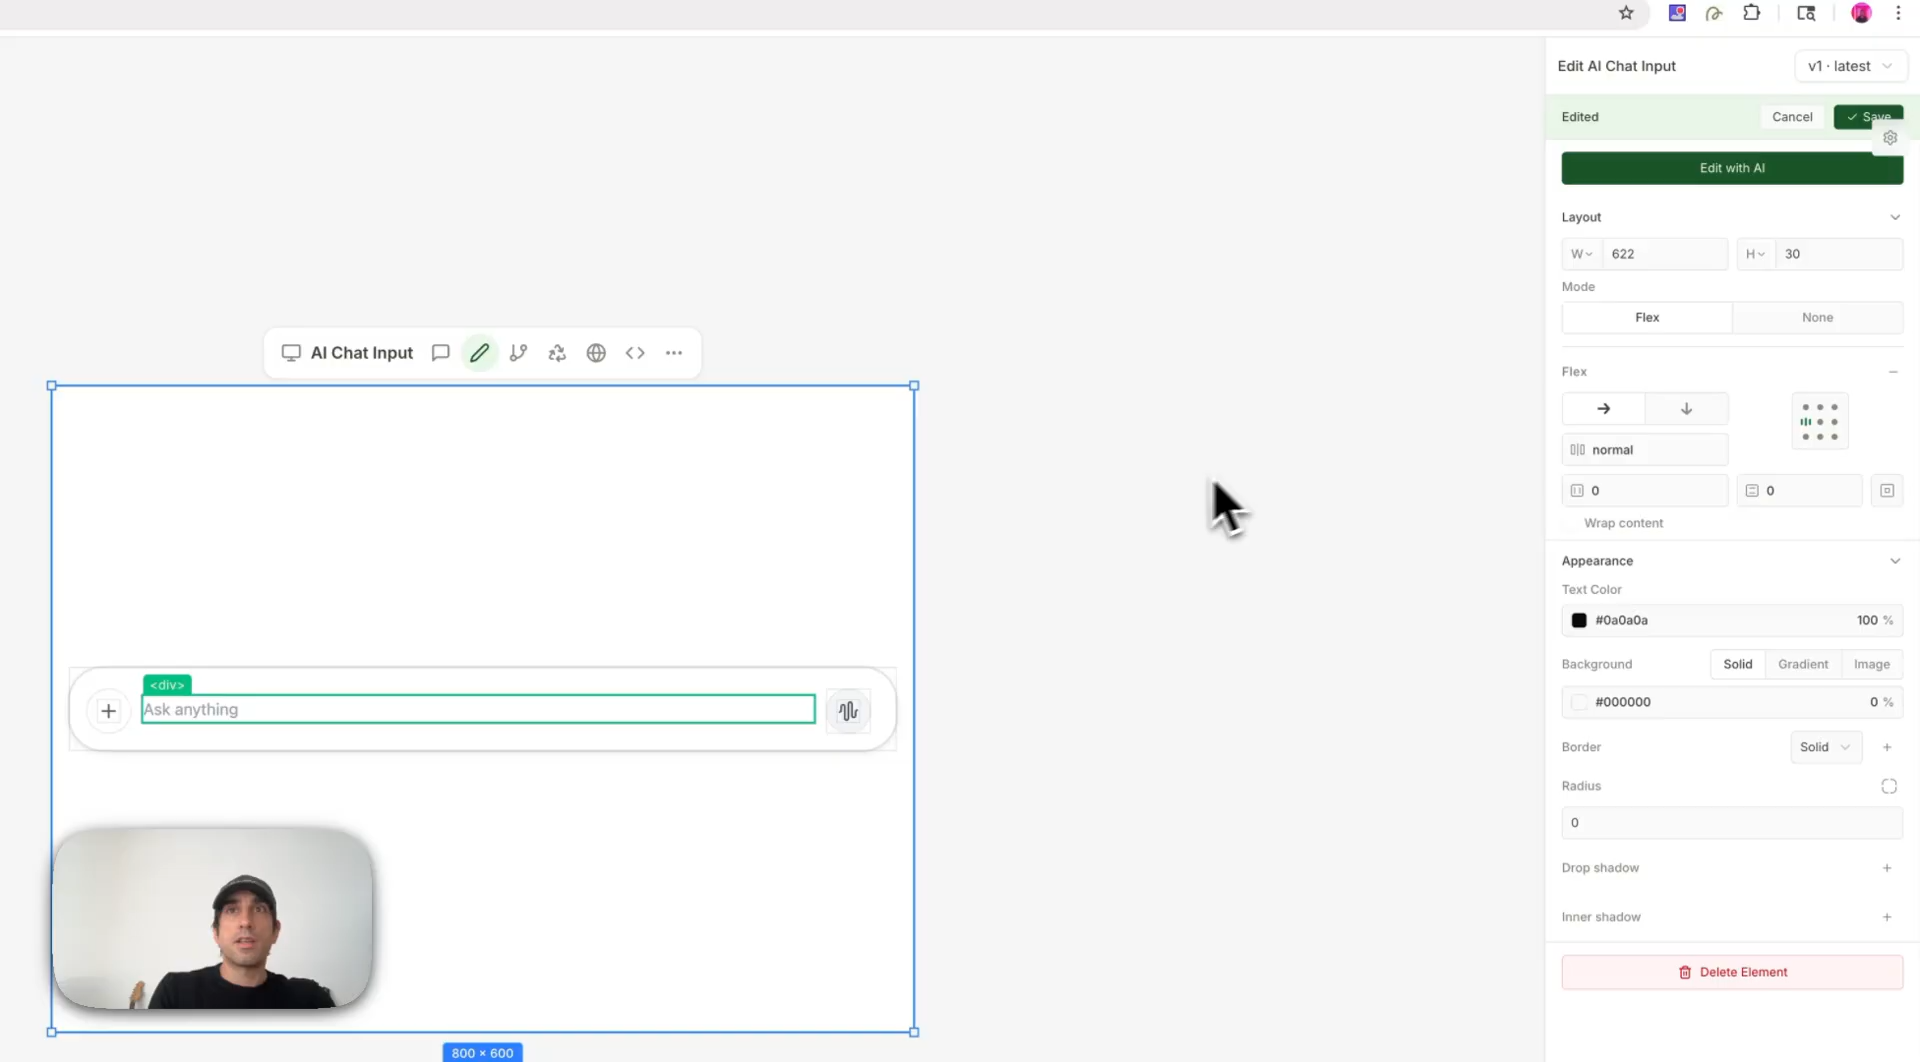 Edit AI Chat Input
v1 · latest
Edited
Cancel
Save
Edit with AI
Layout
W
622
H
30
Mode
Flex
None
Flex
normal
0
0
Wrap content
Appearance
Text Color
#0a0a0a
100 %
Background
Solid
Gradient
Image
#000000
0 %
Border
Solid
Radius
0
Drop shadow
Inner shadow
Delete Element
AI Chat Input
<div>
Ask anything
800 × 600